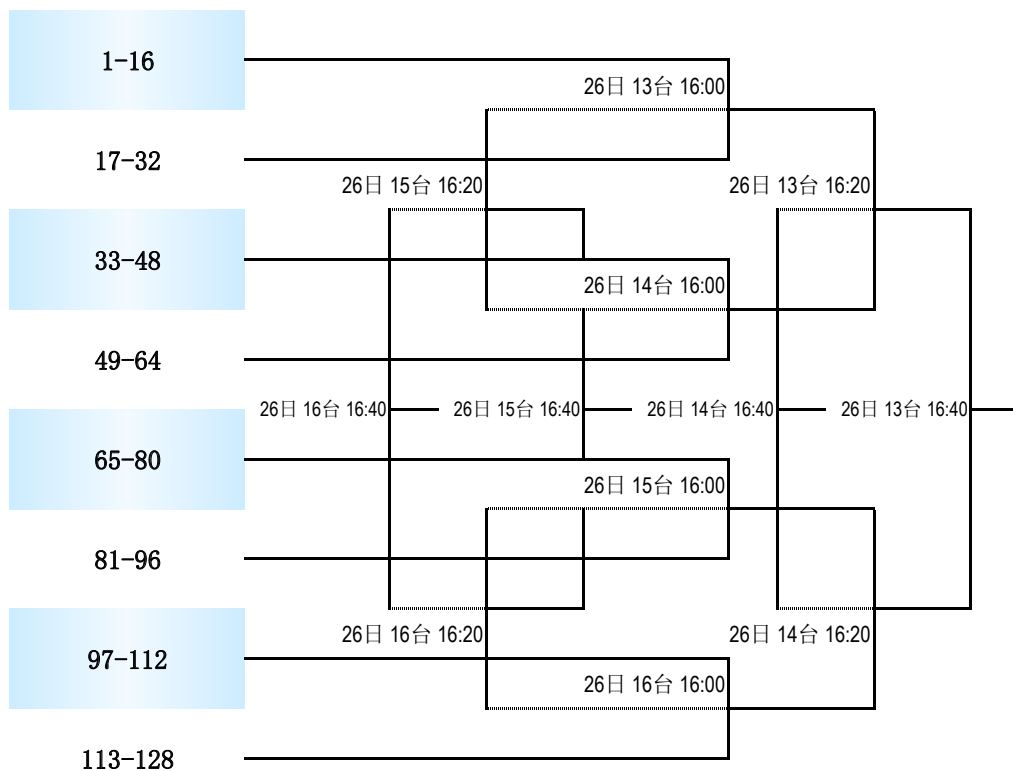 1-16
26日 13台 16:00
17-32
26日 15台 16:20
26日 13台 16:20
33-48
26日 14台 16:00
49-64
26日 16台 16:40
26日 15台 16:40
26日 14台 16:40
26日 13台 16:40
65-80
26日 15台 16:00
81-96
26日 16台 16:20
26日 14台 16:20
97-112
26日 16台 16:00
113-128